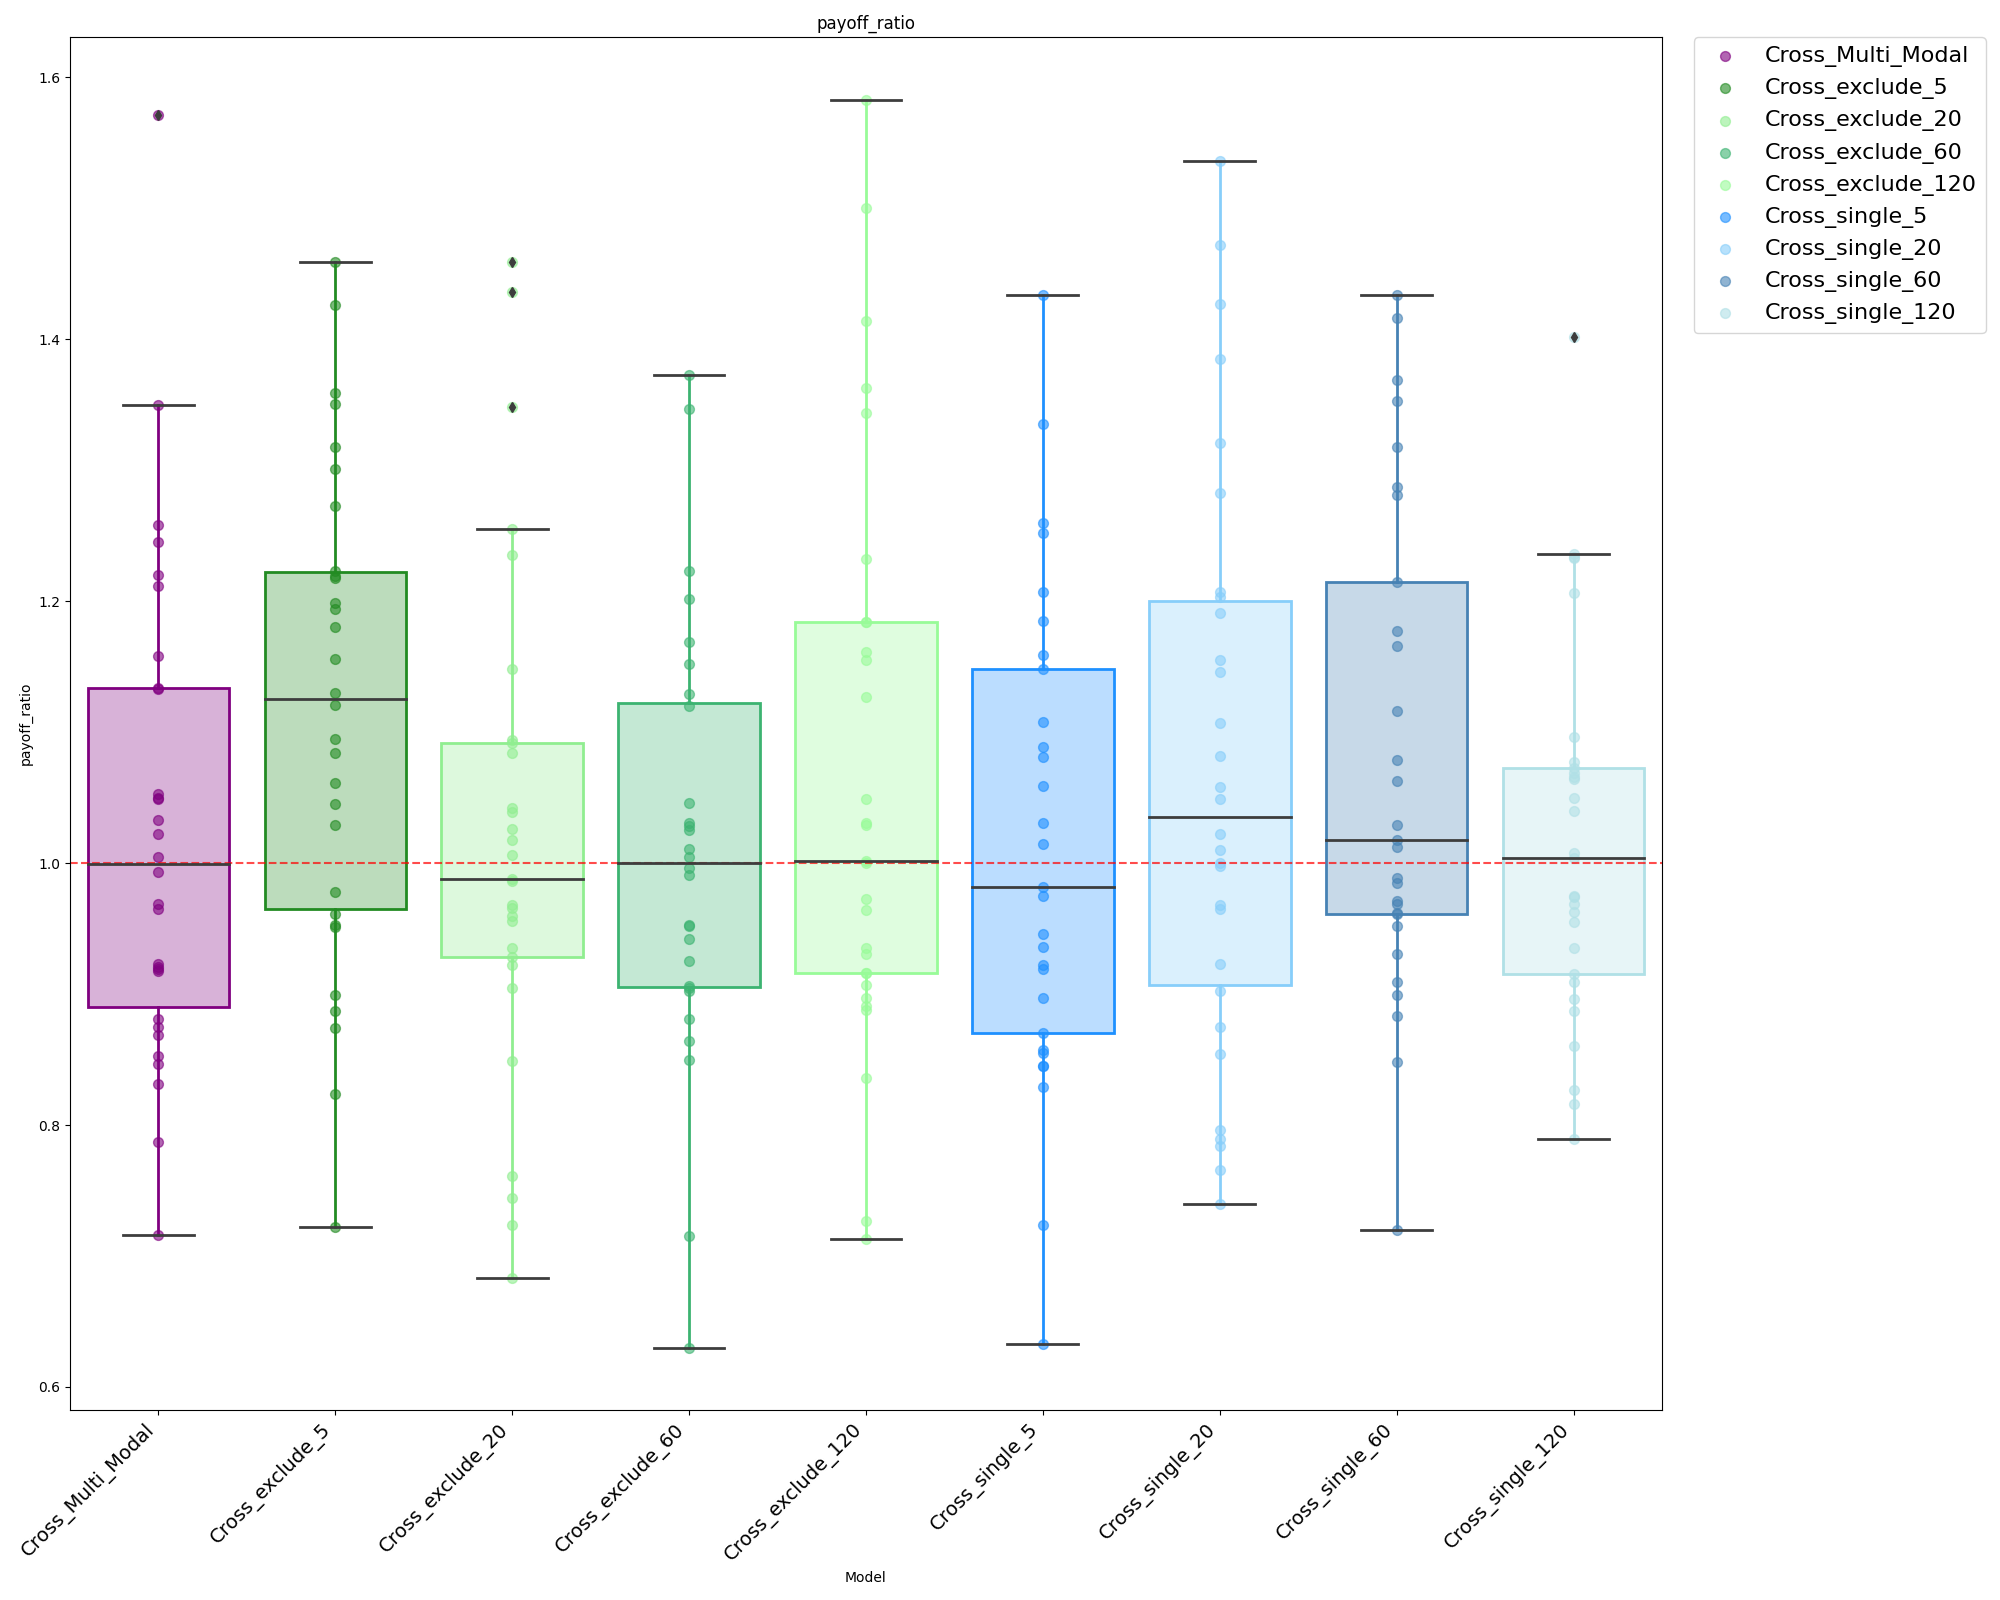 payoff_ratio
payoff_ratio
1.6
1.4
1.2
1.0
0.8
0.6
Cross_Multi_Modal
Cross_exclude_5
Cross_exclude_20
Cross_exclude_60
Cross_exclude_120
Cross_single_5
Cross_single_20
Cross_single_60
Cross_single_120
Model
Cross_Multi_Modal
Cross_exclude_5
Cross_exclude_20
Cross_exclude_60
Cross_exclude_120
Cross_single_5
Cross_single_20
Cross_single_60
Cross_single_120